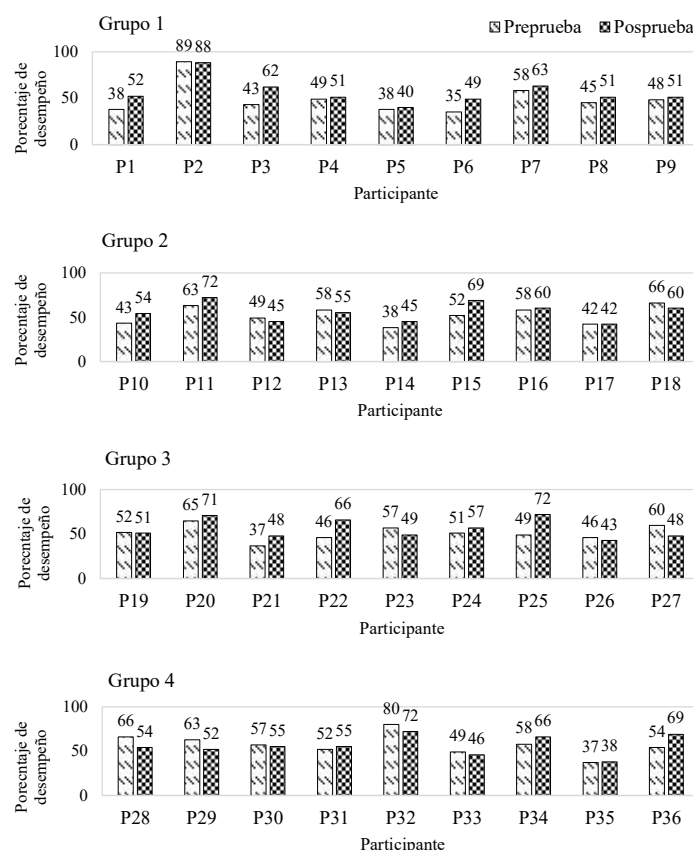 Grupo 1
Preprueba Posprueba
Porcentaje de
desempeño
100
50
0
38 52 89 88 43 62 49 51 38 40 35 49 58 63 45 51 48 51
P1 P2 P3 P4 P5 P6 P7 P8 P9
Participante
Grupo 2
Porcentaje de
desempeño
100
50
0
43 54 63 72 49 45 58 55 38 45 52 69 58 60 42 42 66 60
P10 P11 P12 P13 P14 P15 P16 P17 P18
Participante
Grupo 3
Porcentaje de
desempeño
100
50
0
52 51 65 71 37 48 46 66 57 49 51 57 49 72 46 43 60 48
P19 P20 P21 P22 P23 P24 P25 P26 P27
Participante
Grupo 4
Porcentaje de
desempeño
100
50
0
66 54 63 52 57 55 52 55 80 72 49 46 58 66 37 38 54 69
P28 P29 P30 P31 P32 P33 P34 P35 P36
Participante